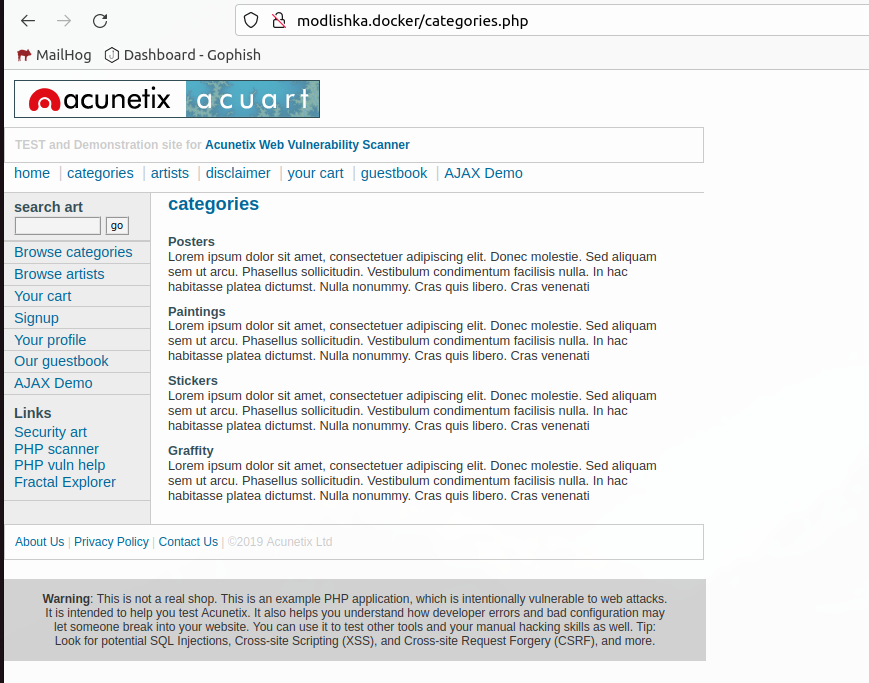 modlishka.docker/categories.php
MailHog Dashboard - Gophish
acunetix acuart
TEST and Demonstration site for Acunetix Web Vulnerability Scanner
home | categories | artists | disclaimer | your cart | guestbook | AJAX Demo
search art
go
Browse categories
Browse artists
Your cart
Signup
Your profile
Our guestbook
AJAX Demo
Links
Security art
PHP scanner
PHP vuln help
Fractal Explorer
categories
Posters
Lorem ipsum dolor sit amet, consectetuer adipiscing elit. Donec molestie. Sed aliquam
sem ut arcu. Phasellus sollicitudin. Vestibulum condimentum facilisis nulla. In hac
habitasse platea dictumst. Nulla nonummy. Cras quis libero. Cras venenati
Paintings
Lorem ipsum dolor sit amet, consectetuer adipiscing elit. Donec molestie. Sed aliquam
sem ut arcu. Phasellus sollicitudin. Vestibulum condimentum facilisis nulla. In hac
habitasse platea dictumst. Nulla nonummy. Cras quis libero. Cras venenati
Stickers
Lorem ipsum dolor sit amet, consectetuer adipiscing elit. Donec molestie. Sed aliquam
sem ut arcu. Phasellus sollicitudin. Vestibulum condimentum facilisis nulla. In hac
habitasse platea dictumst. Nulla nonummy. Cras quis libero. Cras venenati
Graffity
Lorem ipsum dolor sit amet, consectetuer adipiscing elit. Donec molestie. Sed aliquam
sem ut arcu. Phasellus sollicitudin. Vestibulum condimentum facilisis nulla. In hac
habitasse platea dictumst. Nulla nonummy. Cras quis libero. Cras venenati
About Us | Privacy Policy | Contact Us | ©2019 Acunetix Ltd
Warning: This is not a real shop. This is an example PHP application, which is intentionally vulnerable to web attacks.
It is intended to help you test Acunetix. It also helps you understand how developer errors and bad configuration may
let someone break into your website. You can use it to test other tools and your manual hacking skills as well. Tip:
Look for potential SQL Injections, Cross-site Scripting (XSS), and Cross-site Request Forgery (CSRF), and more.